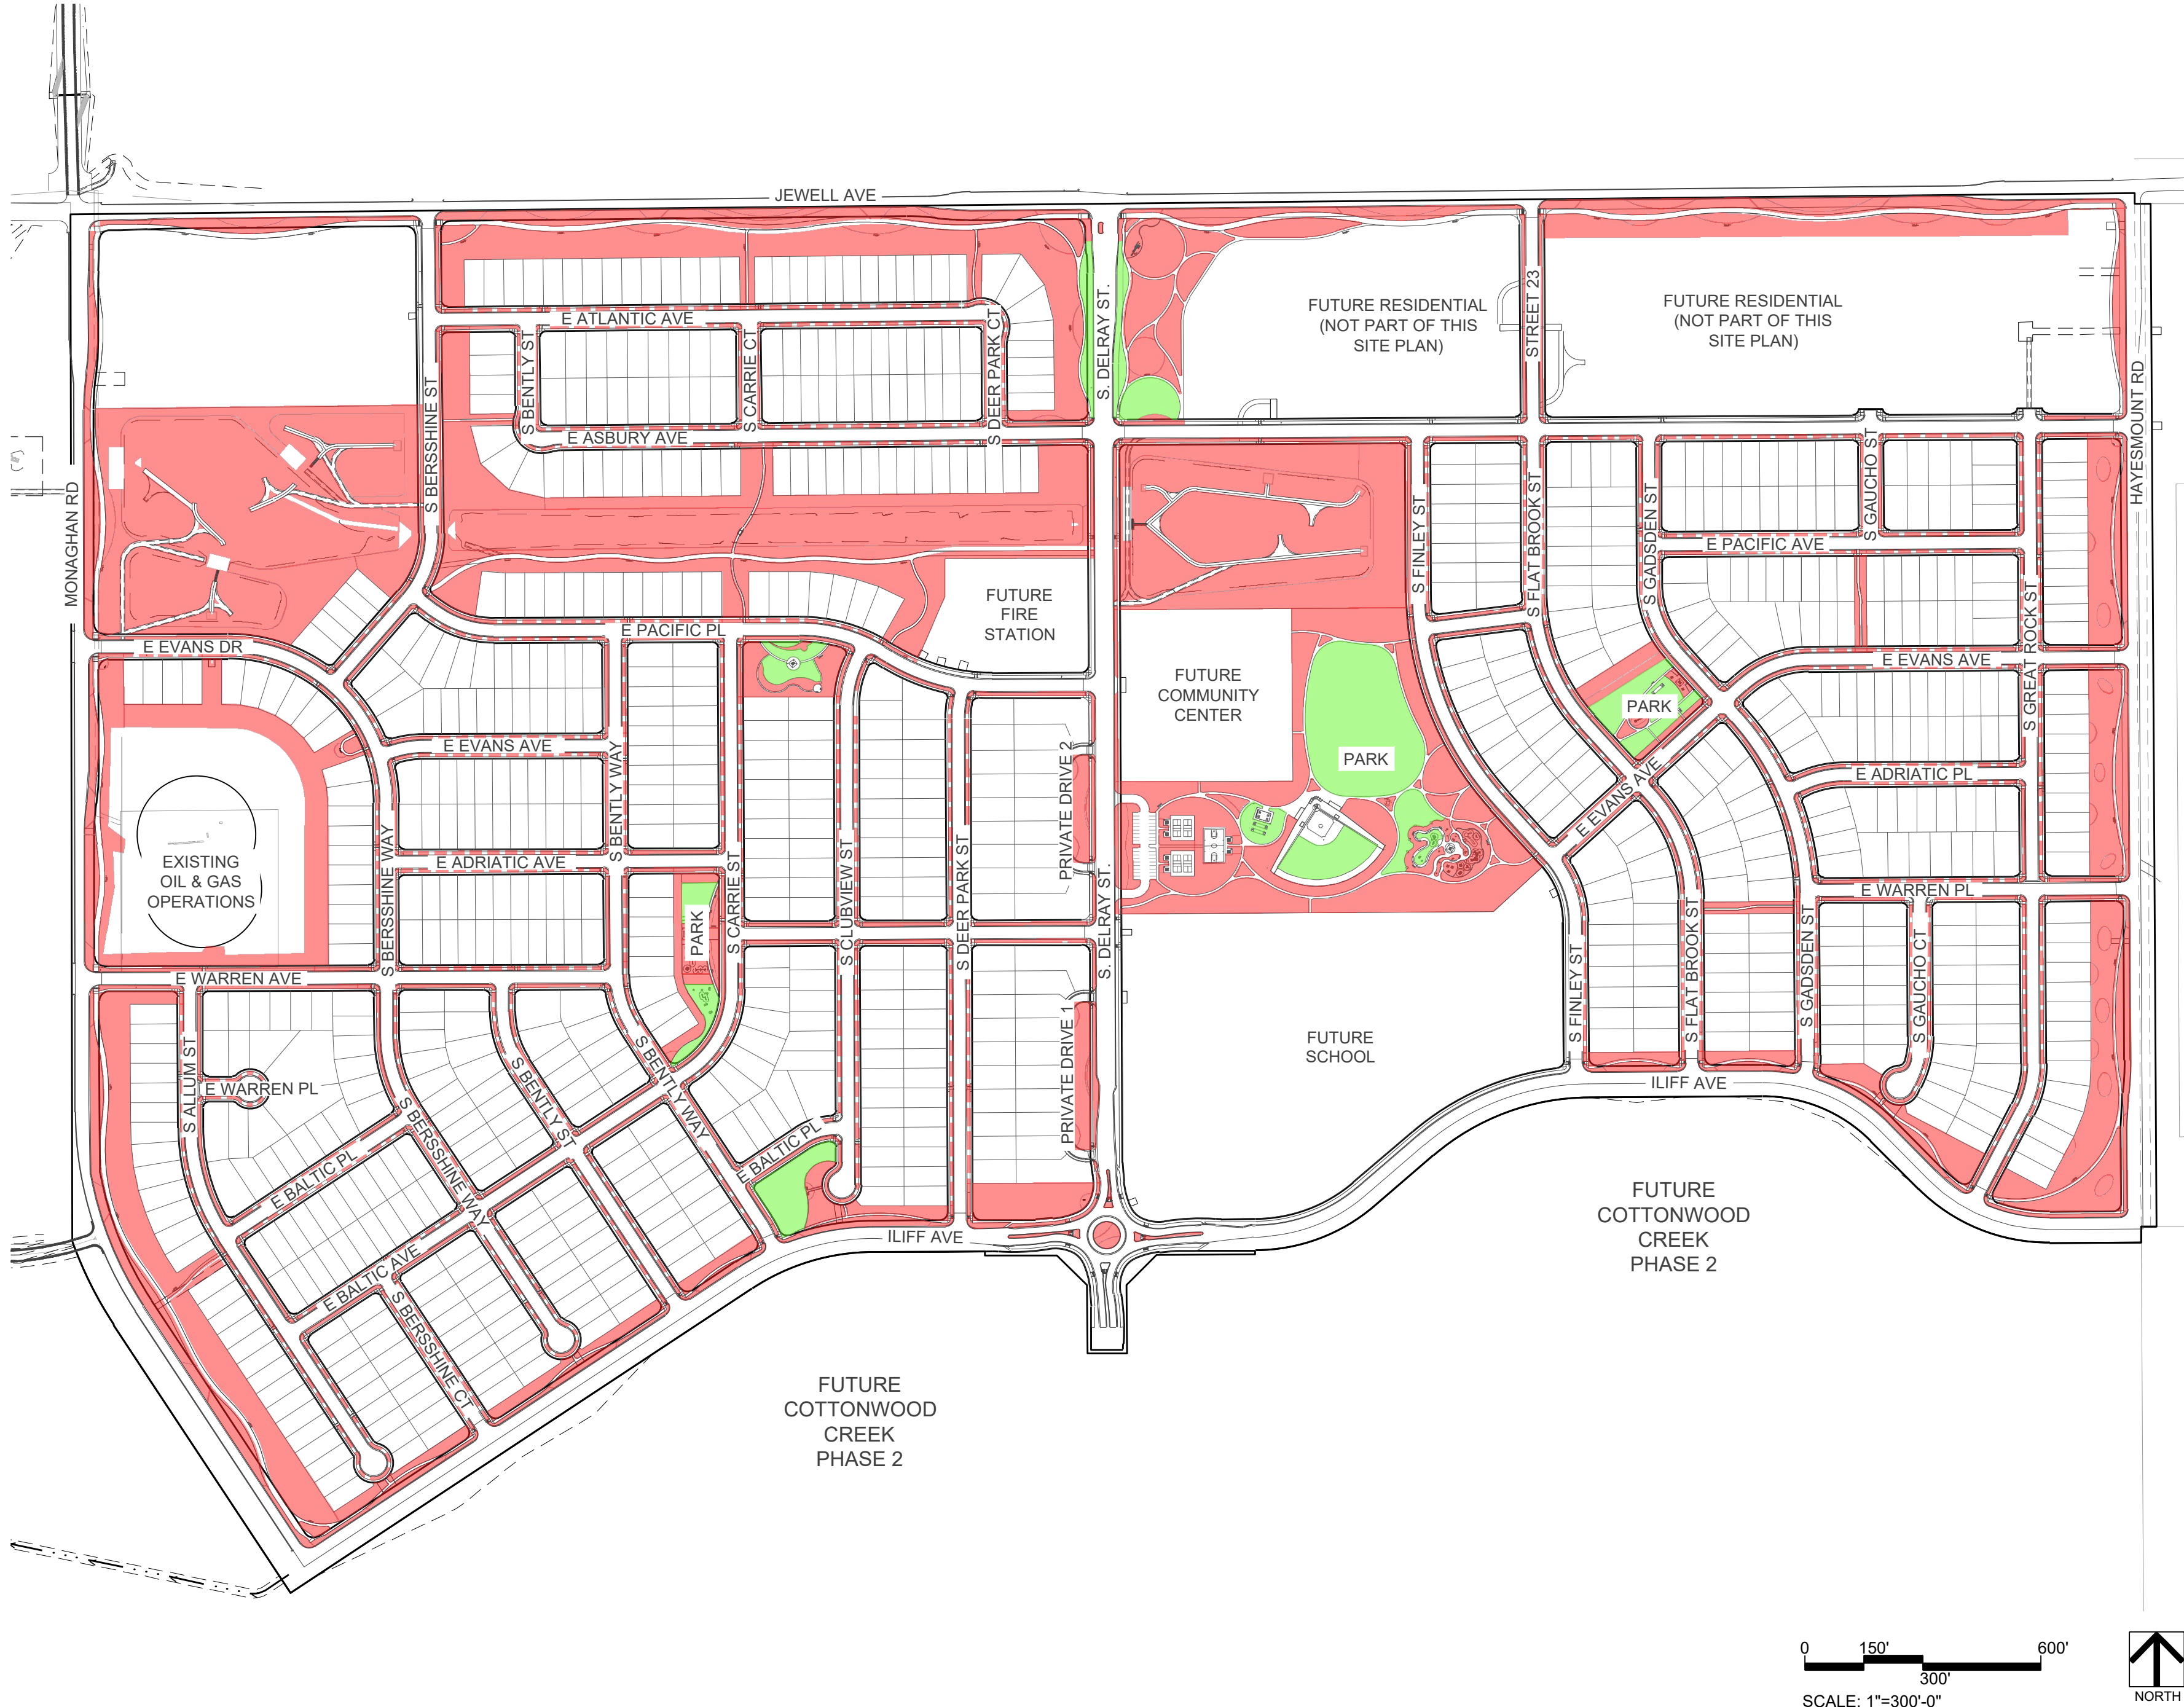 JEWELL AVE
MONAGHAN RD
S BERSSHINE ST
E ATLANTIC AVE
S BENTLY ST
S CARRIE CT
S DEER PARK CT
E ASBURY AVE
S. DELRAY ST.
FUTURE RESIDENTIAL
(NOT PART OF THIS
SITE PLAN)
STREET 23
FUTURE RESIDENTIAL
(NOT PART OF THIS
SITE PLAN)
HAYESMOUNT RD
S FINLEY ST
S FLAT BROOK ST
S GADSDEN ST
S GAUCHO ST
E PACIFIC AVE
S GREAT ROCK ST
FUTURE
FIRE
STATION
E PACIFIC PL
E EVANS DR
E EVANS AVE
FUTURE
COMMUNITY
CENTER
PARK
PARK
E EVANS AVE
E EVANS AVE
E ADRIATIC PL
S BENTLY WAY
PRIVATE DRIVE 2
EXISTING
OIL & GAS
OPERATIONS
S BERSSHINE WAY
E ADRIATIC AVE
PARK
S CARRIE ST
S CLUBVIEW ST
S DEER PARK ST
S. DELRAY ST.
E WARREN PL
S FINLEY ST
S FLAT BROOK ST
S GADSDEN ST
S GAUCHO CT
E WARREN AVE
S ALLUM ST
E WARREN PL
S BERSSHINE WAY
S BENTLY ST
S BENTLY WAY
PRIVATE DRIVE 1
FUTURE
SCHOOL
ILIFF AVE
E BALTIC PL
E BALTIC PL
E BALTIC AVE
S BERSSHINE CT
ILIFF AVE
FUTURE
COTTONWOOD
CREEK
PHASE 2
FUTURE
COTTONWOOD
CREEK
PHASE 2
0 150' 600'
300'
SCALE: 1"=300'-0"
NORTH